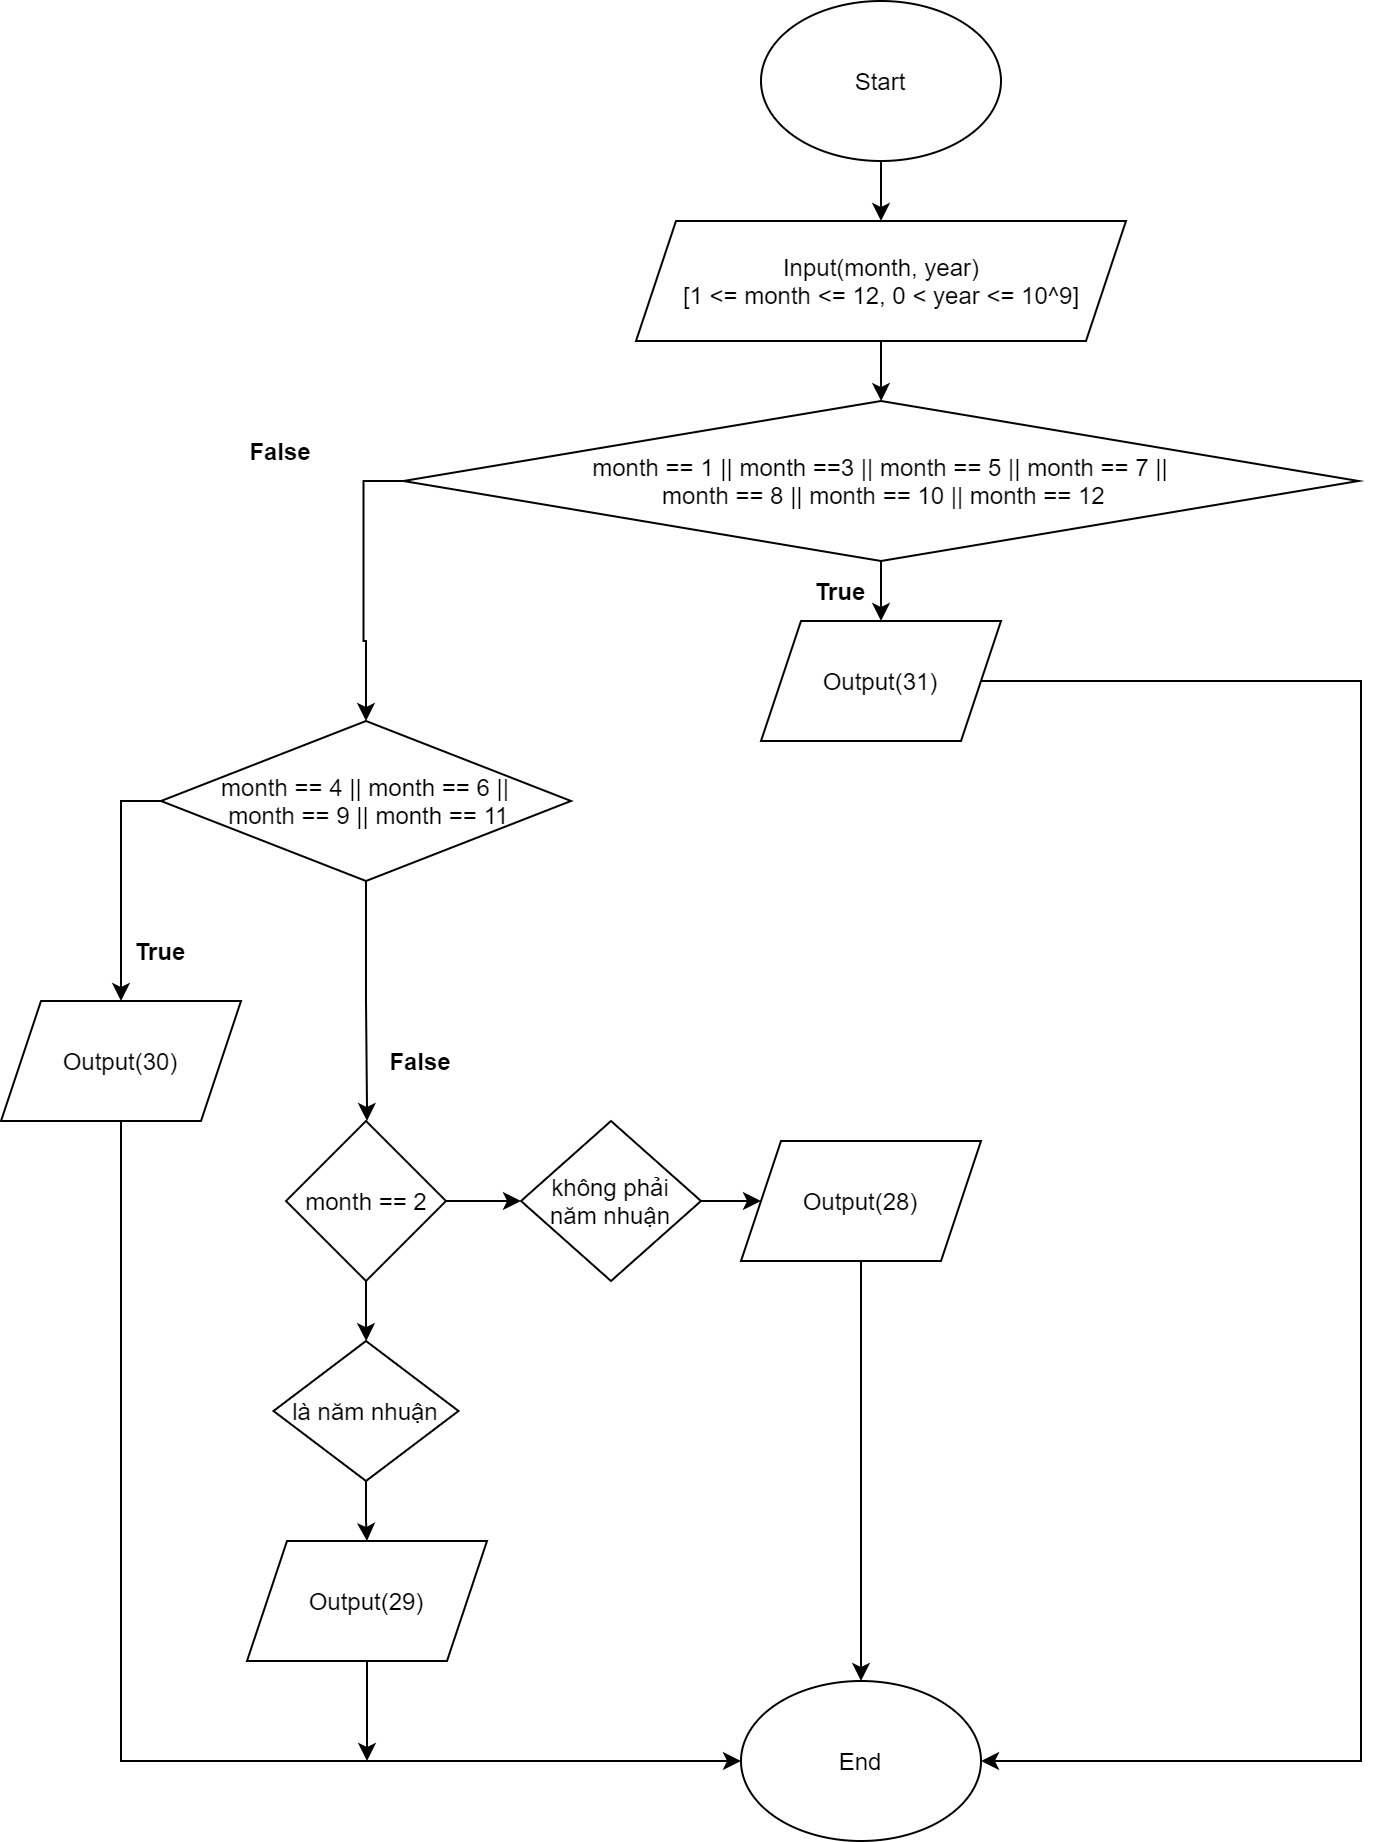 Start
Input(month, year)
[1 <= month <= 12, 0 < year <= 10^9]
False
month == 1 || month ==3 || month == 5 || month == 7 ||
month == 8 || month == 10 || month == 12
True
Output(31)
month == 4 || month == 6 ||
month == 9 || month == 11
True
Output(30)
False
month == 2
không phải
năm nhuận
Output(28)
là năm nhuận
Output(29)
End